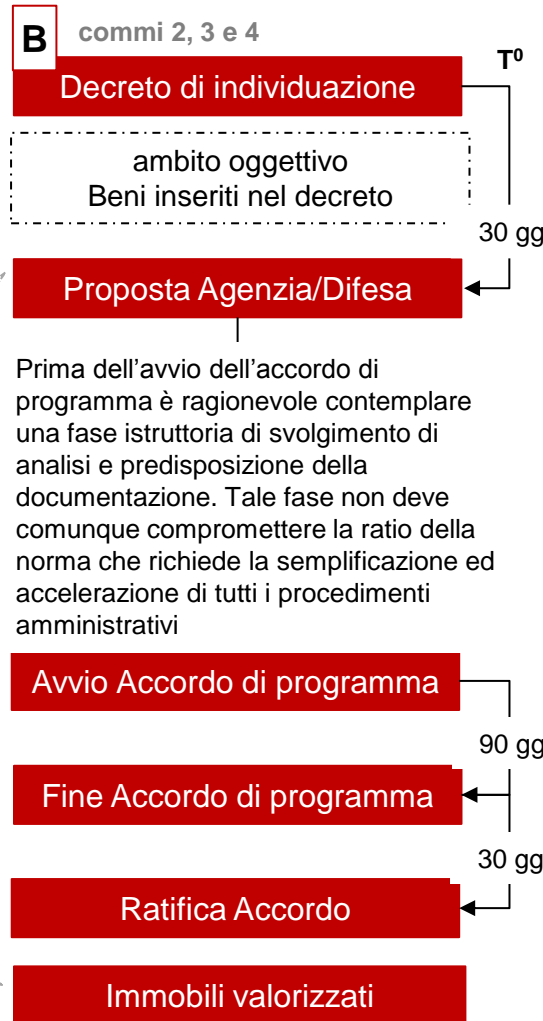 B
commi 2, 3 e 4
T⁰
Decreto di individuazione
ambito oggettivo
Beni inseriti nel decreto
30 gg
Proposta Agenzia/Difesa
Prima dell'avvio dell'accordo di
programma è ragionevole contemplare
una fase istruttoria di svolgimento di
analisi e predisposizione della
documentazione. Tale fase non deve
comunque compromettere la ratio della
norma che richiede la semplificazione ed
accelerazione di tutti i procedimenti
amministrativi
Avvio Accordo di programma
90 gg
Fine Accordo di programma
30 gg
Ratifica Accordo
Immobili valorizzati